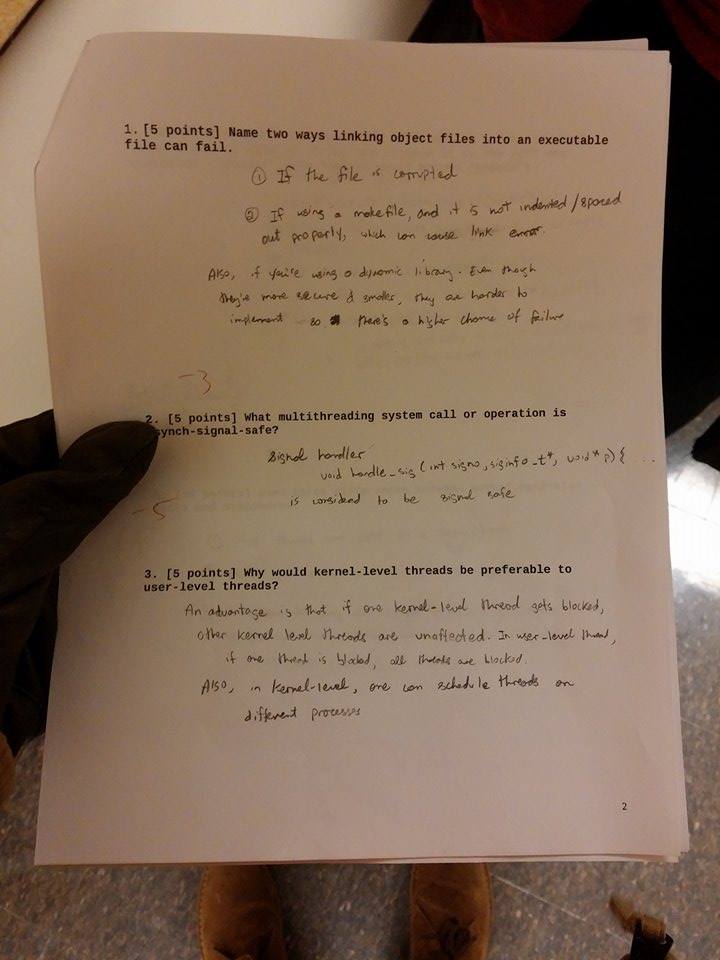 1. [5 points] Name two ways linking object files into an executable
file can fail.
① If the file is corrupted
② If using a makefile, and it is not indented/spaced
out properly, which can cause link error.
Also, if you're using a dynamic library. Even though
they're more secure & smaller, they are harder to
implement so there's a higher chance of failure
-3
2. [5 points] What multithreading system call or operation is
synch-signal-safe?
signal handler
void handle_sig (int signo, siginfo_t*, void* p) { ...
is considered to be signal safe
-5
3. [5 points] Why would kernel-level threads be preferable to
user-level threads?
An advantage is that if one kernel-level thread gets blocked,
other kernel level threads are unaffected. In user-level thread,
if one thread is blocked, all threads are blocked.
Also, in kernel-level, one can schedule threads on
different processes
2